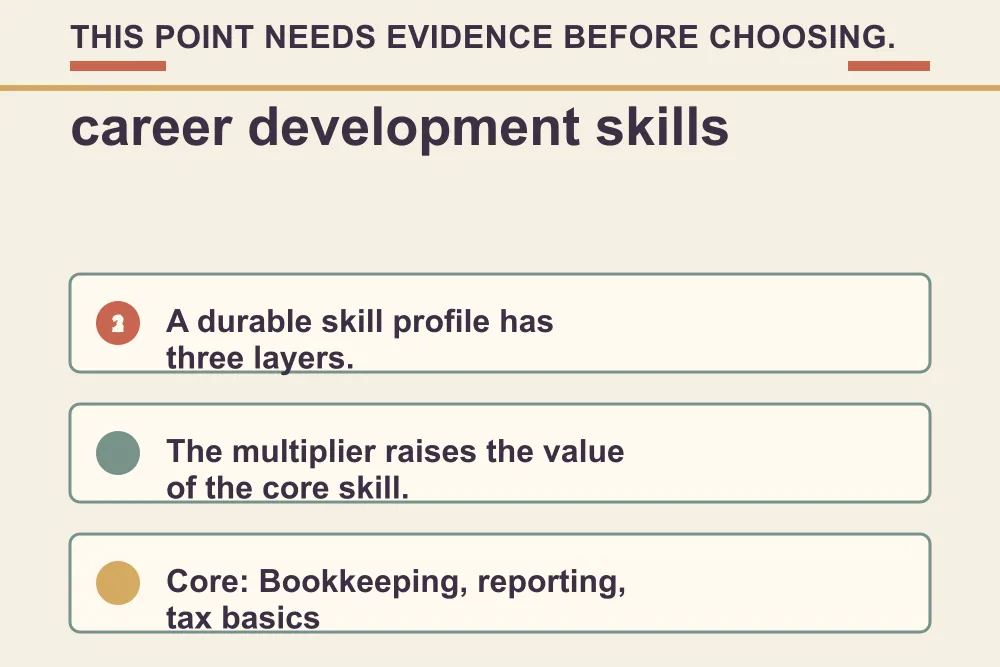 THIS POINT NEEDS EVIDENCE BEFORE CHOOSING.
career development skills
A durable skill profile has
three layers.
The multiplier raises the value
of the core skill.
Core: Bookkeeping, reporting,
tax basics